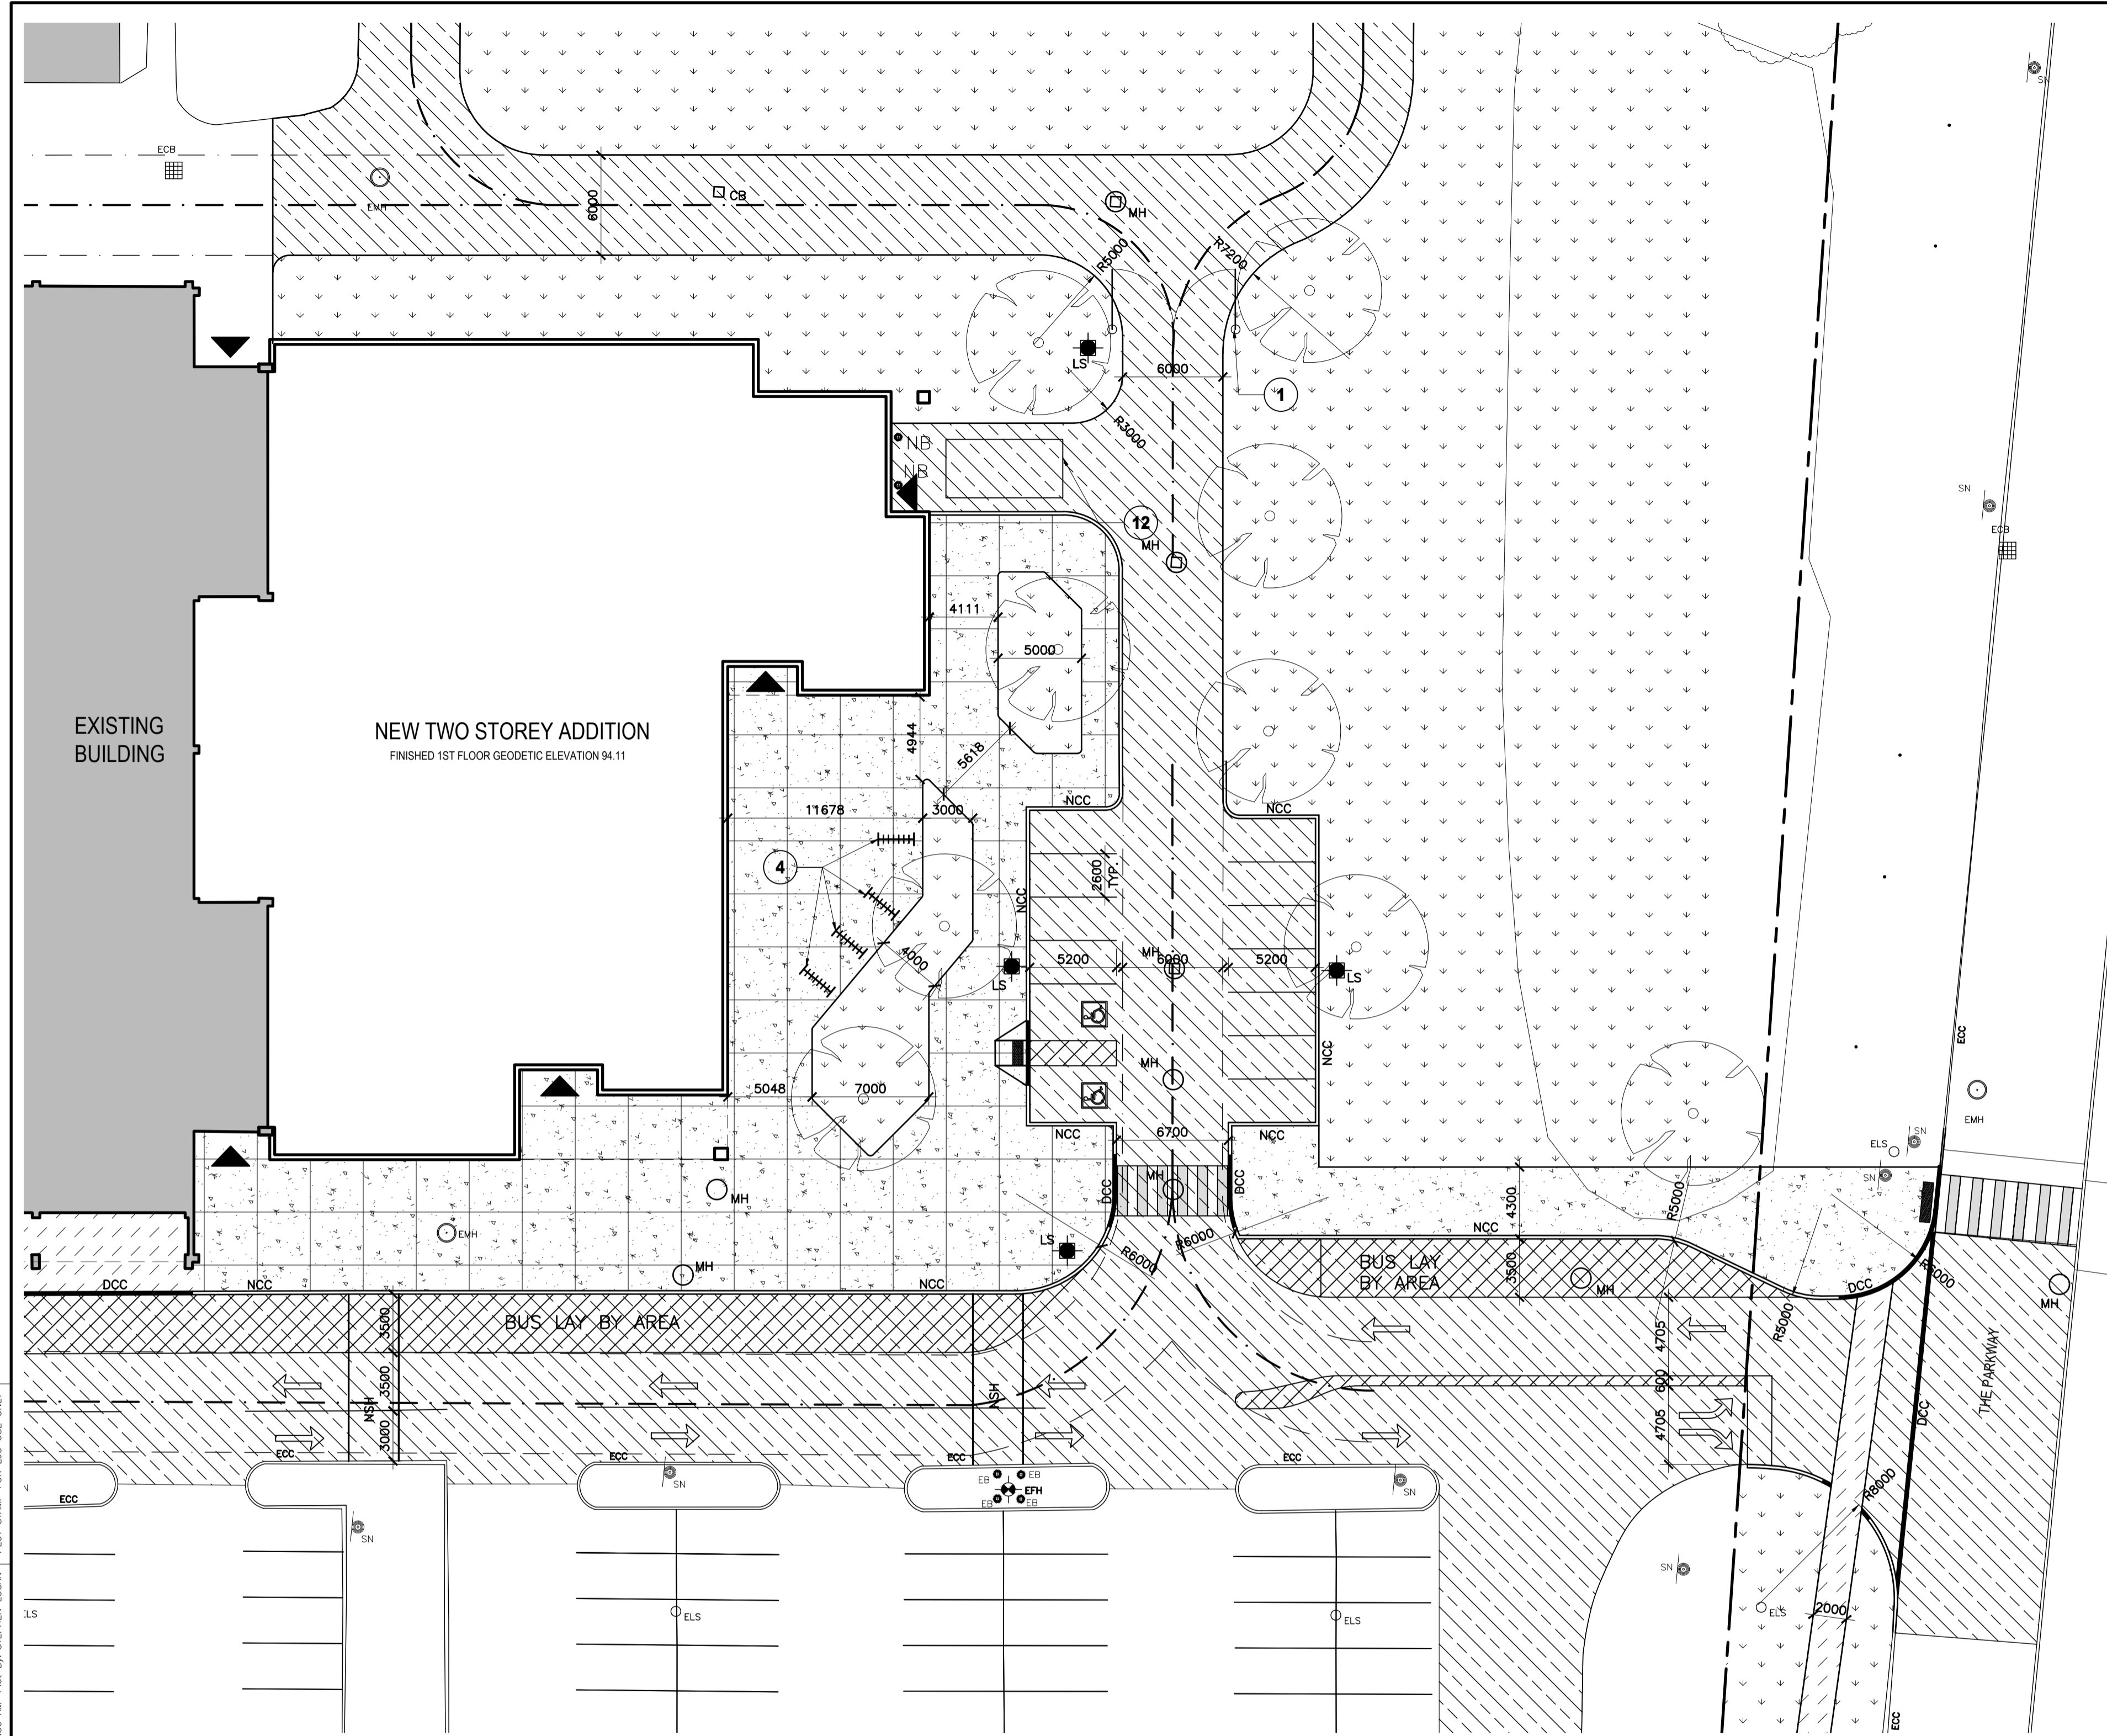 SN
ECB
EMH
6000
CB
MH
R5000
R7200
LS
6000
1
R3000
NB
NB
12
MH
SN
ECB
4111
5000
EXISTING
BUILDING
NEW TWO STOREY ADDITION
FINISHED 1ST FLOOR GEODETIC ELEVATION 94.11
4944
5618
NCC
NCC
11678
3000
4
2600
TYP.
NCC
4000
5200
MH
6000
5200
LS
LS
ECC
NCC
MH
5048
7000
EMH
NCC
6700
NCC
SN
ELS
SN
MH
DCC
DCC
MH
4300
R5000
NCC
EMH
LS
R6000
R6000
MH
BUS LAY
BY AREA
3500
MH
R5000
MH
DCC
DCC
NCC
NCC
BUS LAY BY AREA
3500
3500
3000
NSH
NSH
4705
600
4705
R5000
THE PARKWAY
DCC
ECC
ECC
ECC
ECC
ECC
SN
EB
EB
EFH
EB
EB
SN
R8000
SN
SN
ELS
ELS
ELS
ELS
2000
ECC